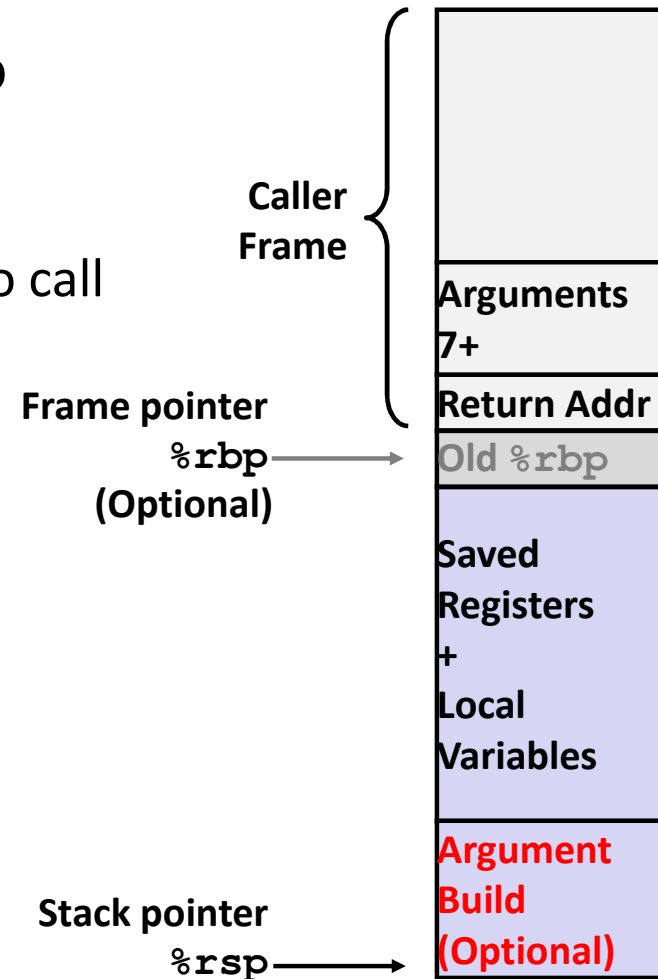 call
Caller
Frame
Arguments
7+
Return Addr
Frame pointer
%rbp
(Optional)
Old %rbp
Saved
Registers
+
Local
Variables
Argument
Build
(Optional)
Stack pointer
%rsp